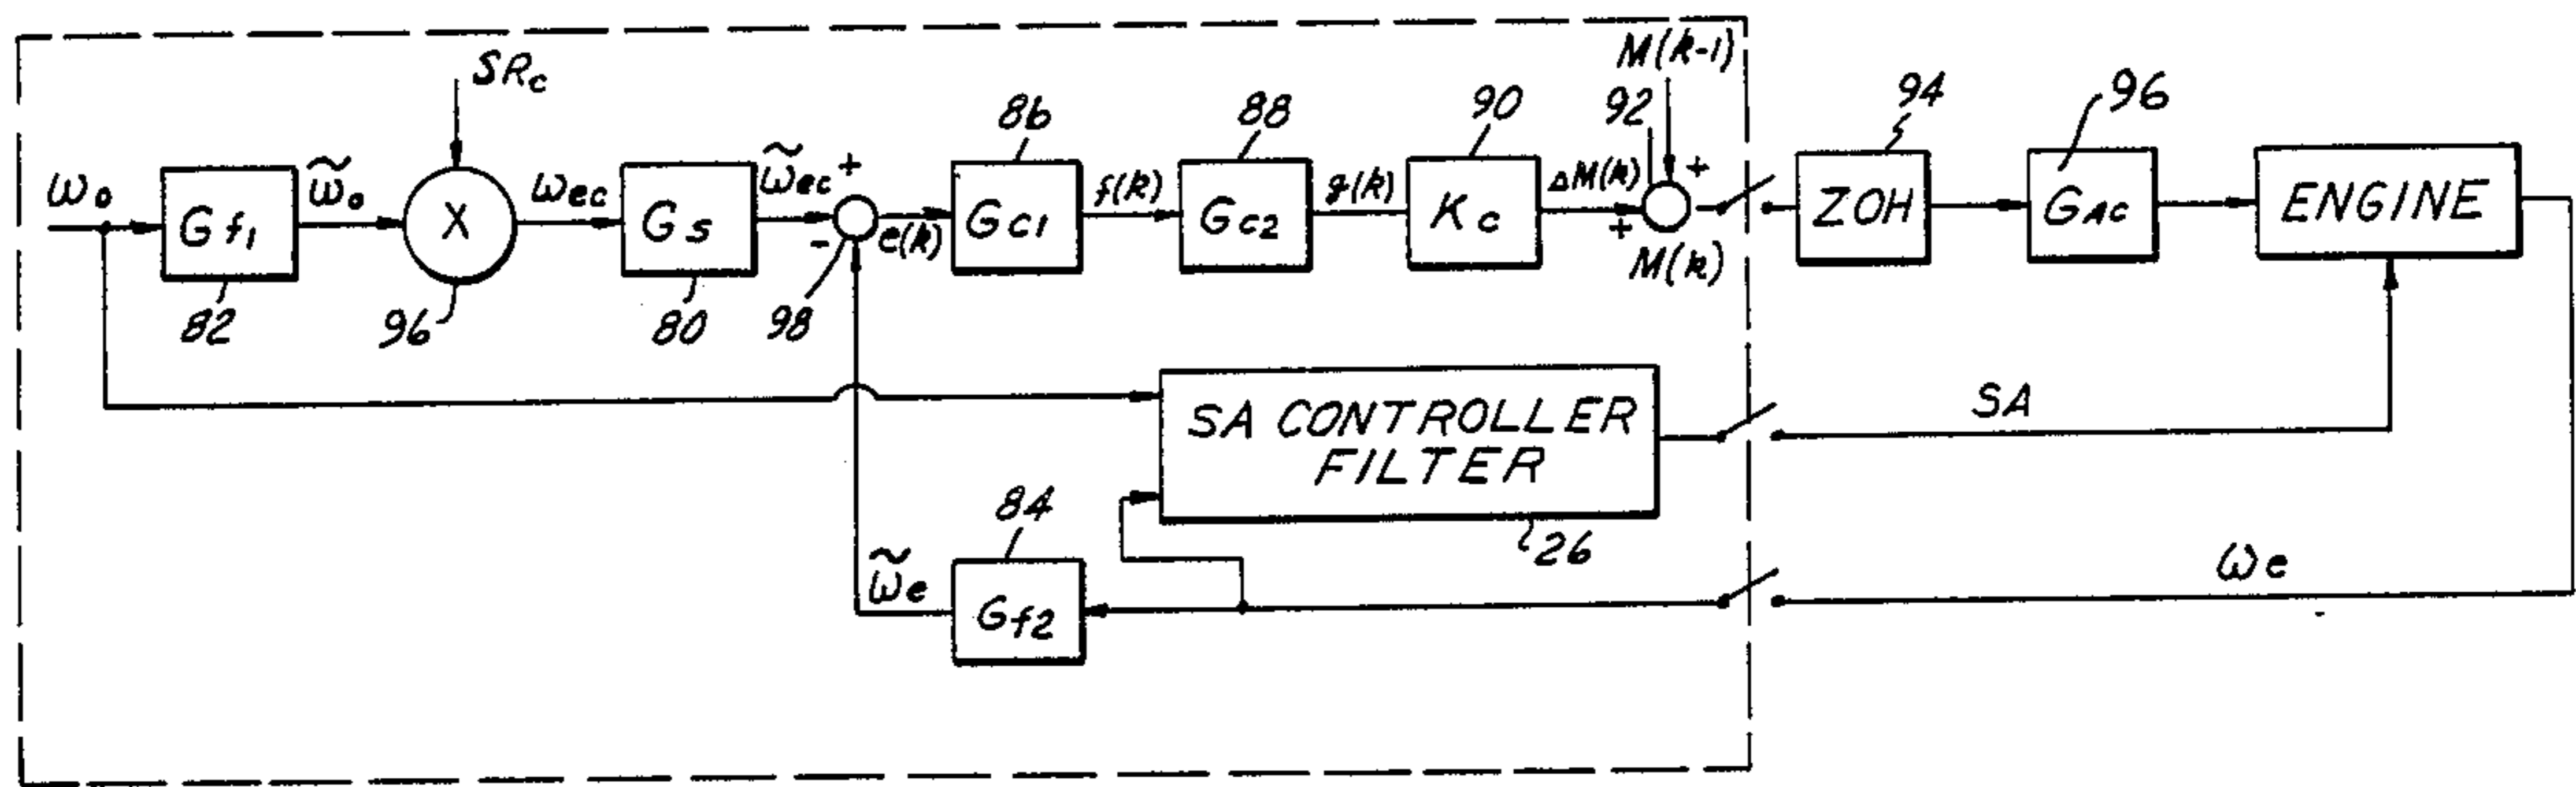 M(k-1)
SRc
86
88
90
92
94
96
ωo
Gf1
ω̃o
X
ωec
Gs
ω̃ec
+
-
e(k)
Gc1
f(k)
Gc2
g(k)
Kc
ΔM(k)
+
+
M(k)
ZOH
GAC
ENGINE
82
96
80
98
SA CONTROLLER
FILTER
SA
84
26
ω̃e
Gf2
ωe